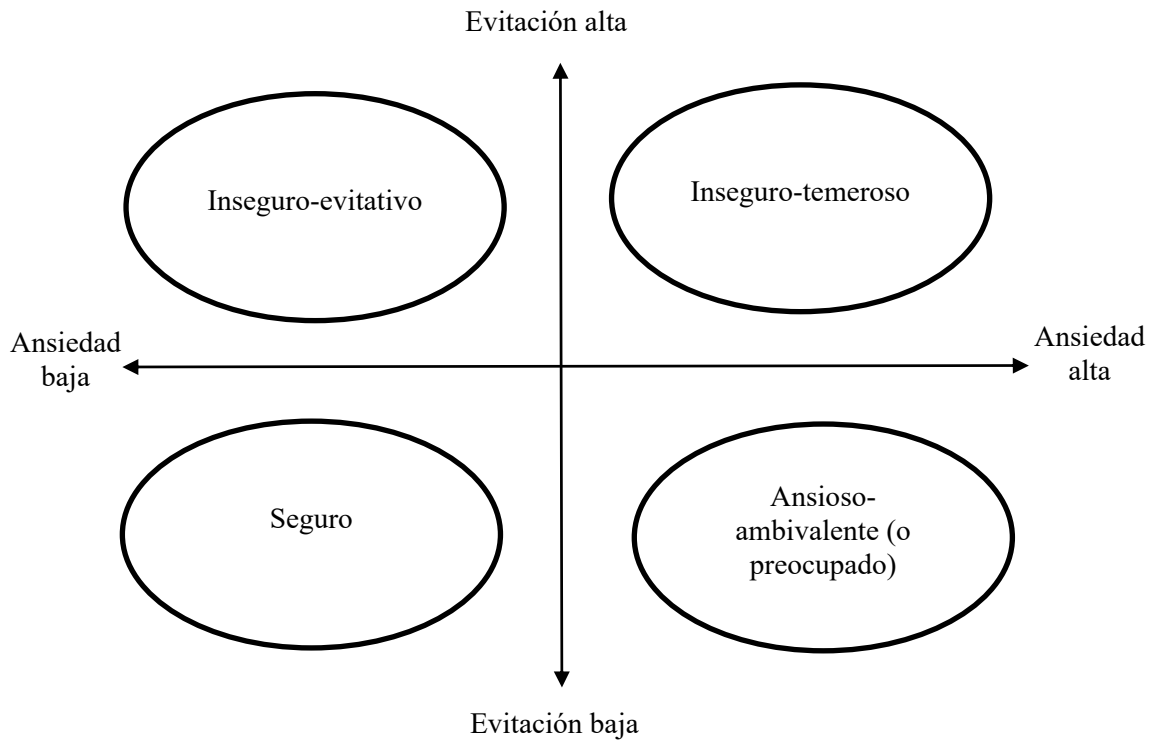 Evitación alta
Inseguro-evitativo
Inseguro-temeroso
Ansiedad
baja
Ansiedad
alta
Seguro
Ansioso-
ambivalente (o
preocupado)
Evitación baja